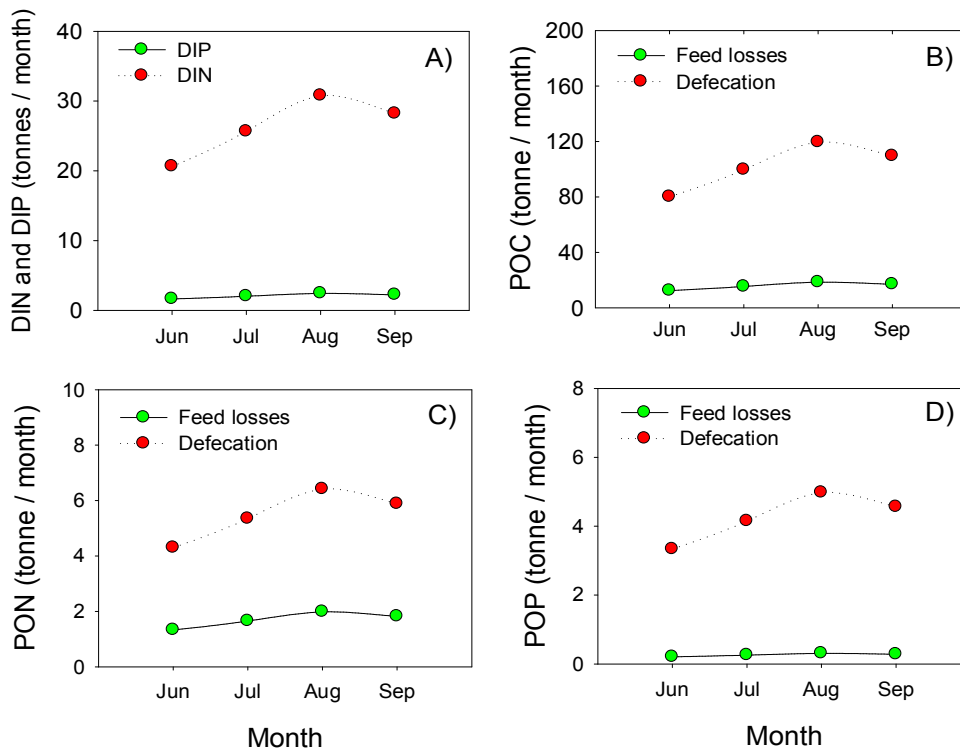 DIN and DIP (tonnes / month)
40
30
20
10
0
DIP
DIN
A)
Jun Jul Aug Sep
POC (tonne / month)
200
160
120
80
40
0
Feed losses
Defecation
B)
Jun Jul Aug Sep
PON (tonne / month)
10
8
6
4
2
0
Feed losses
Defecation
C)
Jun Jul Aug Sep
Month
POP (tonne / month)
8
6
4
2
0
Feed losses
Defecation
D)
Jun Jul Aug Sep
Month